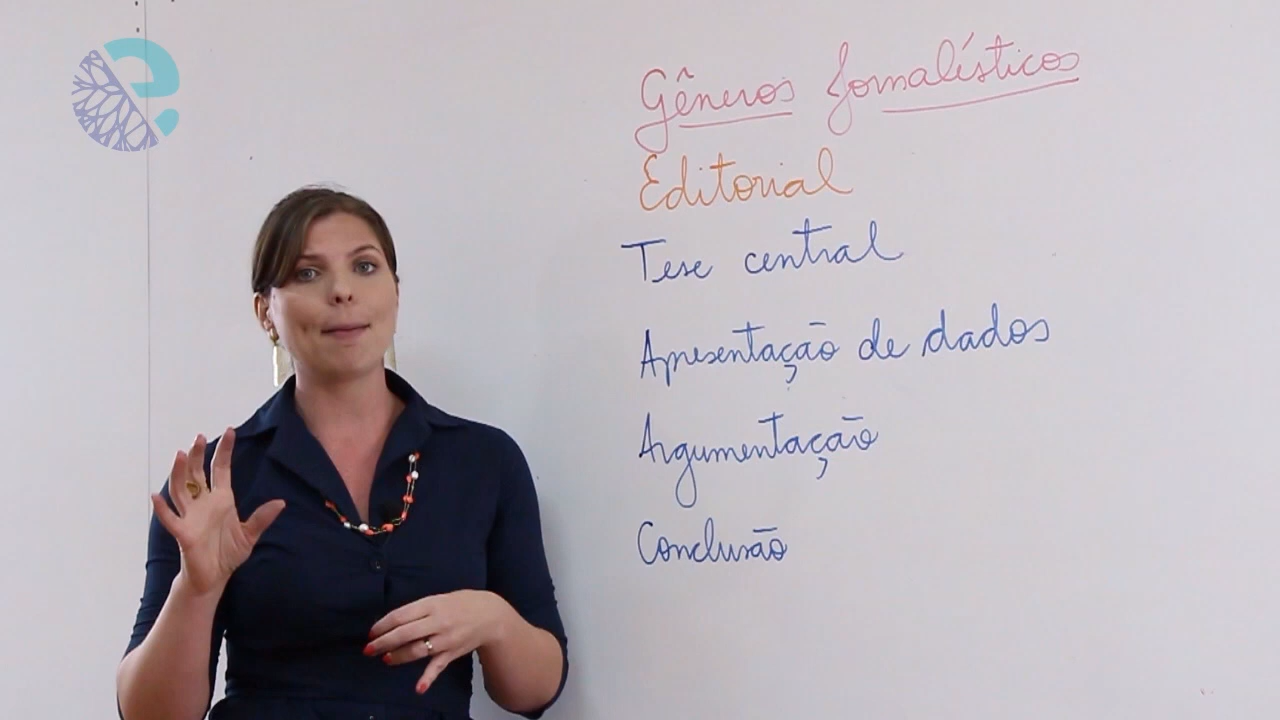 Gêneros Jornalísticos
Editorial
Tese central
Apresentação de dados
Argumentação
Conclusão